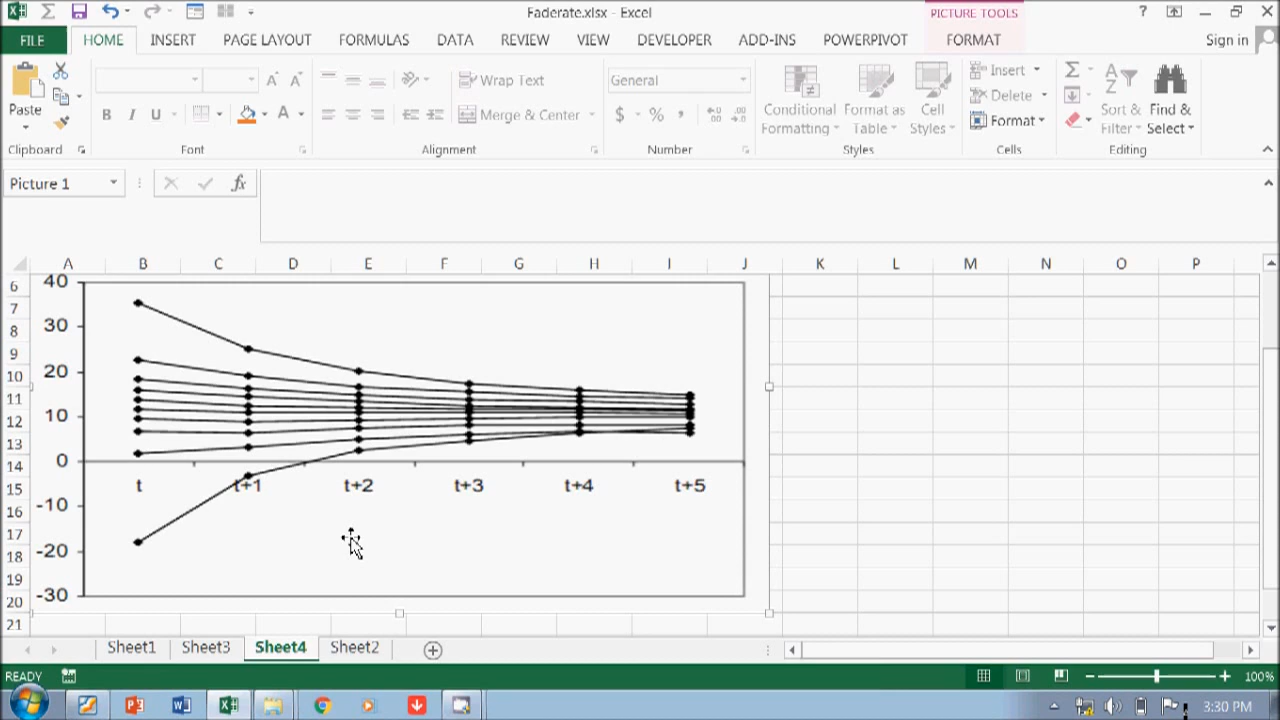 Faderate.xlsx - Excel
PICTURE TOOLS
?
FILE HOME INSERT PAGE LAYOUT FORMULAS DATA REVIEW VIEW DEVELOPER ADD-INS POWERPIVOT FORMAT Sign in
Paste
B I U A
A A
Wrap Text
Merge & Center
General
$ % ,
Conditional Formatting
Format as Table
Cell Styles
Insert
Delete
Format
Sort & Filter
Find & Select
Clipboard Font Alignment Number Styles Cells Editing
Picture 1
fx
A B C D E F G H I J K L M N O P
6
7
8
9
10
11
12
13
14
15
16
17
18
19
20
21
40
30
20
10
0
-10
-20
-30
t t+1 t+2 t+3 t+4 t+5
Sheet1 Sheet3 Sheet4 Sheet2
READY
100%
3:30 PM